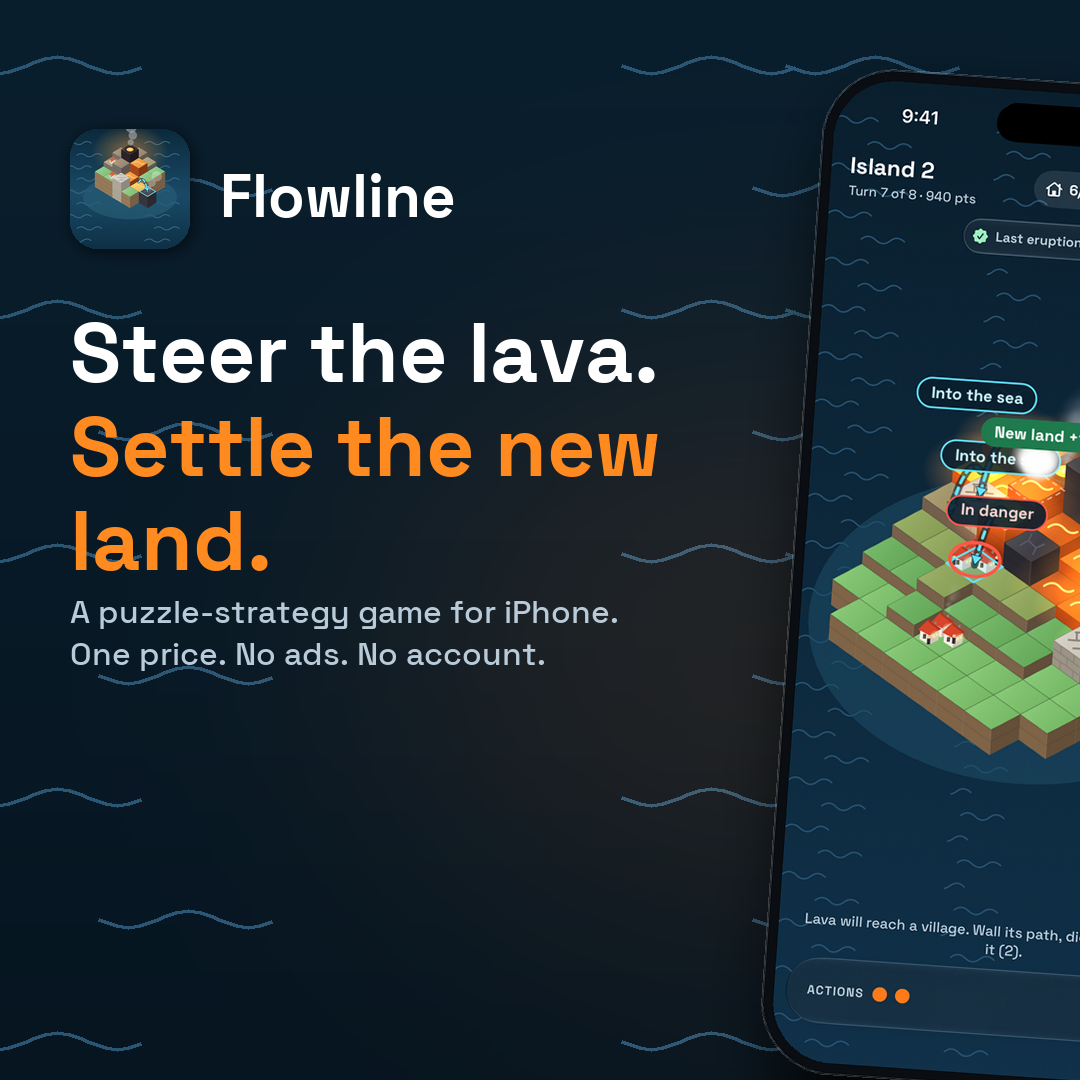 Flowline
Steer the lava.
Settle the new
land.
A puzzle-strategy game for iPhone.
One price. No ads. No account.
9:41
Island 2
Turn 7 of 8 · 940 pts
Last eruption
Into the sea
New land
Into the
In danger
Lava will reach a village. Wall its path,
it (2).
ACTIONS